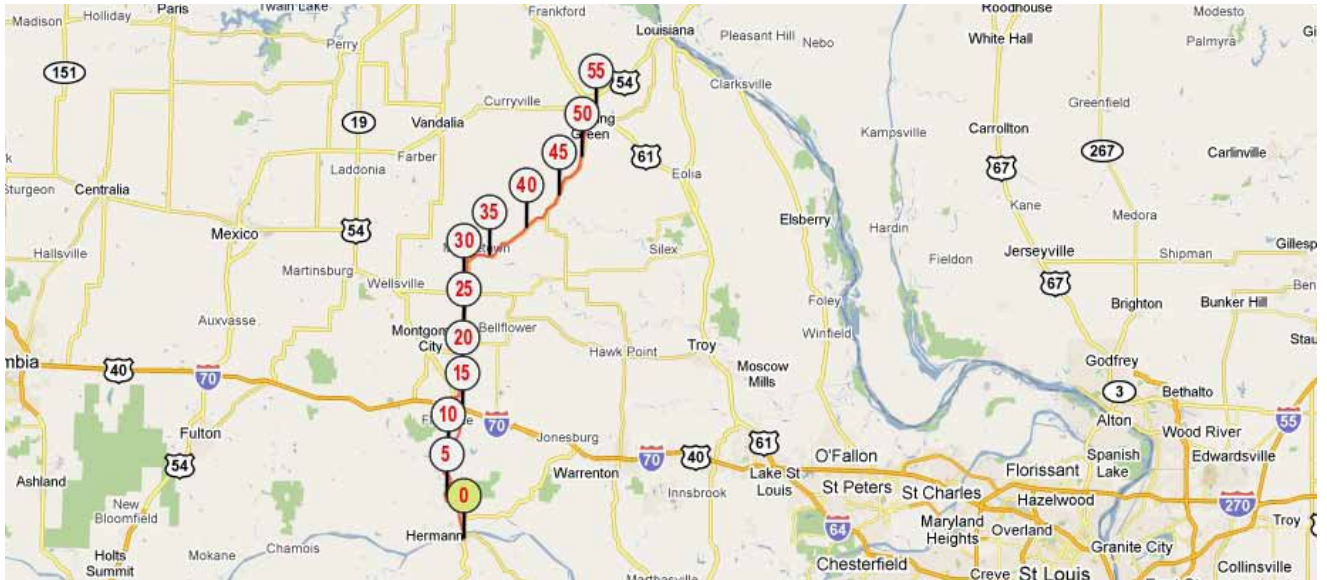 Madison
Holliday
Paris
Twain Lake
Frankford
Louisiana
Pleasant Hill
Nebo
Roodhouse
White Hall
Modesto
Palmyra
151
Perry
55
54
Clarksville
Greenfield
19
Curryville
50
Vandalia
Green
Kampsville
Carrollton
267
Carlinville
Farber
Laddonia
45
61
Eolia
67
Sturgeon
Centralia
40
Kane
Medora
Mexico
54
35
30
Elsberry
Hardin
Jerseyville
Shipman
Hallsville
Silex
Fieldon
Martinsburg
Wellsville
25
67
Foley
Brighton
Bunker Hill
Auxvasse
City
20
Bellflower
Winfield
Hawk Point
Troy
Godfrey
40
70
15
Moscow
Mills
3
Bethalto
10
70
Alton
55
Fulton
Jonesburg
61
Wood River
54
5
70
40
O'Fallon
Spanish
Lake
Edwardsville
Ashland
Warrenton
Lake St
Louis
Florissant
0
Innsbrook
St Peters
St Charles
Hazelwood
270
New
Bloomfield
64
Maryland
Heights
Overland
Troy
Hermann
Mokane
Chamois
Granite City
Holts
Summit
Chesterfield
Creve
St Louis
Collinsville